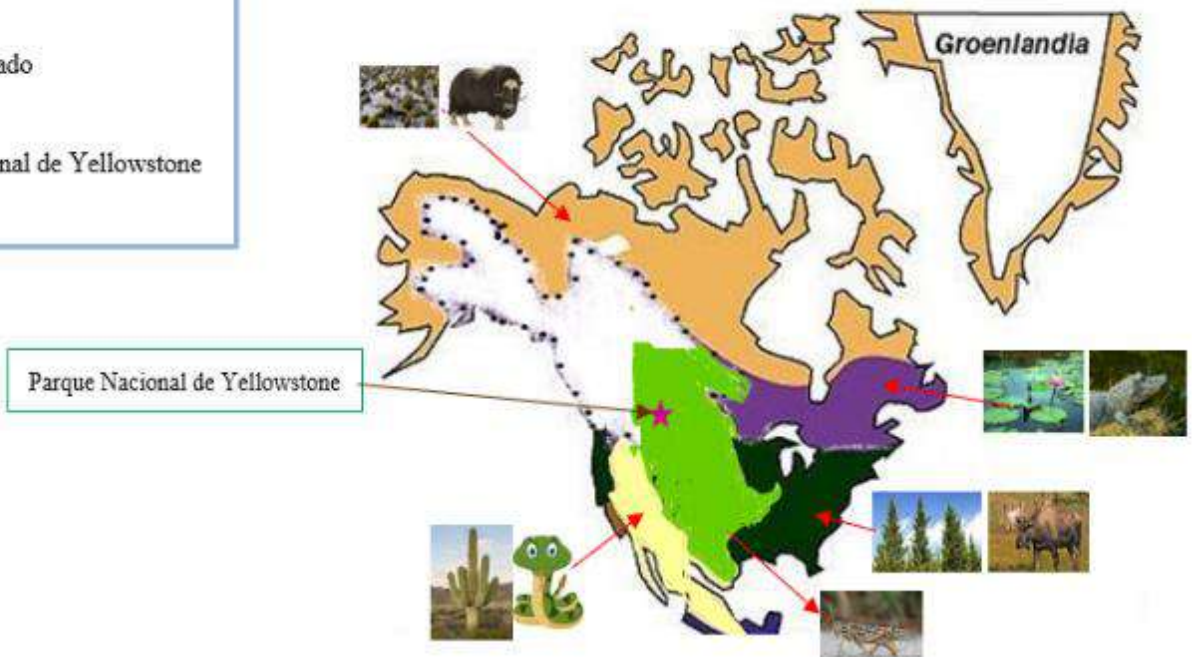 ado
nal de Yellowstone
Groenlandia
Parque Nacional de Yellowstone